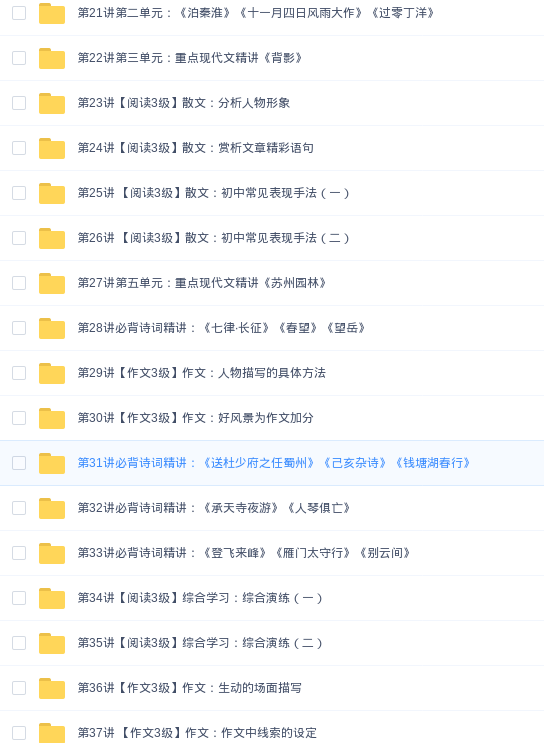 第21讲第二单元：《泊秦淮》《十一月四日风雨大作》《过零丁洋》
第22讲第三单元：重点现代文精讲《背影》
第23讲【阅读3级】散文：分析人物形象
第24讲【阅读3级】散文：赏析文章精彩语句
第25讲 【阅读3级】散文：初中常见表现手法（一）
第26讲 【阅读3级】散文：初中常见表现手法（二）
第27讲第五单元：重点现代文精讲《苏州园林》
第28讲必背诗词精讲：《七律·长征》《春望》《望岳》
第29讲【作文3级】作文：人物描写的具体方法
第30讲【作文3级】作文：好风景为作文加分
第31讲必背诗词精讲：《送杜少府之任蜀州》《己亥杂诗》《钱塘湖春行》
第32讲必背诗词精讲：《承天寺夜游》《人琴俱亡》
第33讲必背诗词精讲：《登飞来峰》《雁门太守行》《别云间》
第34讲【阅读3级】综合学习：综合演练（一）
第35讲【阅读3级】综合学习：综合演练（二）
第36讲【作文3级】作文：生动的场面描写
第37讲 【作文3级】作文：作文中线索的设定